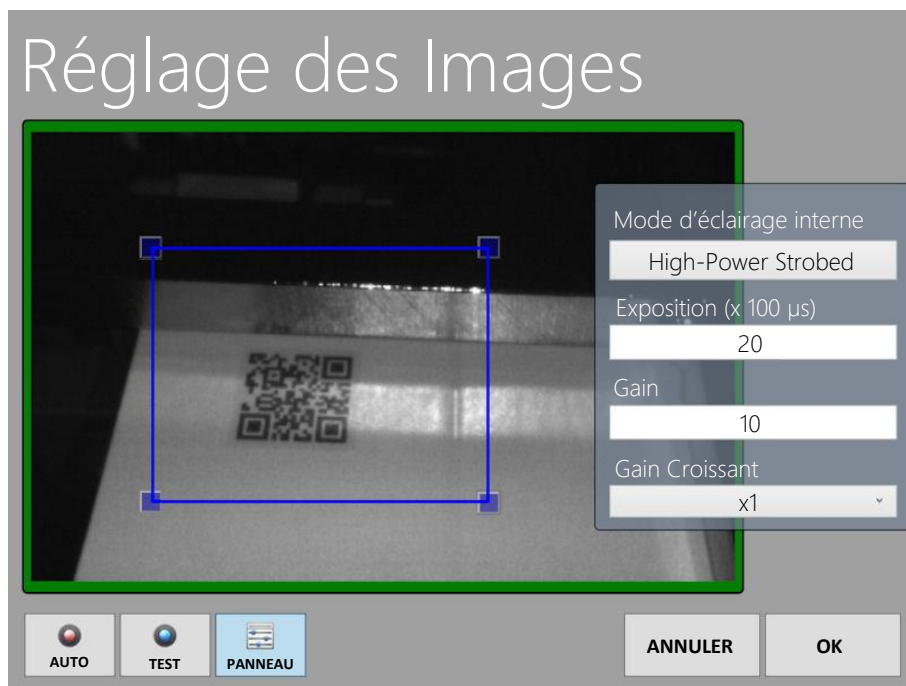 Réglage des Images
Mode d'éclairage interne
High-Power Strobed
Exposition (x 100 µs)
20
Gain
10
Gain Croissant
x1
AUTO
TEST
PANNEAU
ANNULER
OK